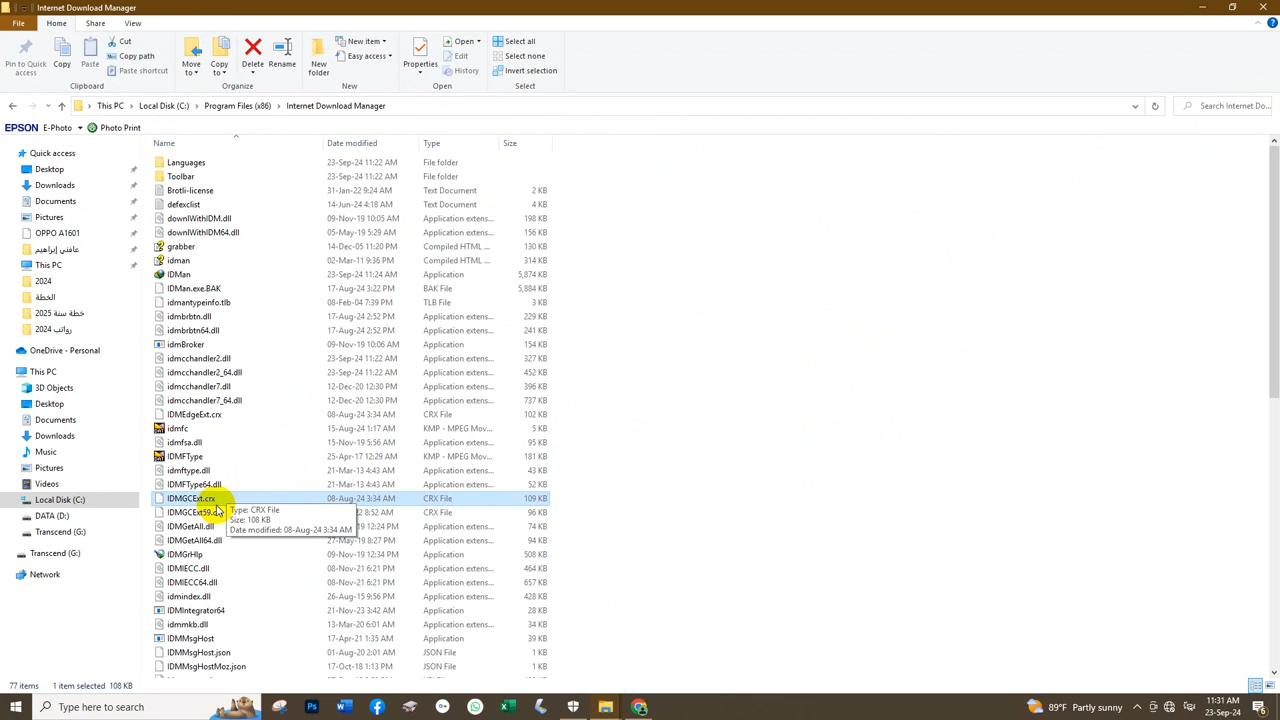 Internet Download Manager
File Home Share View
Pin to Quick access
Copy
Paste
Cut
Copy path
Paste shortcut
Clipboard
Move to
Copy to
Delete
Rename
Organize
New folder
New item
Easy access
New
Properties
Open
Edit
History
Open
Select all
Select none
Invert selection
Select
This PC > Local Disk (C:) > Program Files (x86) > Internet Download Manager
Search Internet Do...
EPSON E-Photo Photo Print
Quick access
Desktop
Downloads
Documents
Pictures
OPPO A1601
عافني إبراهيم
This PC
2024
الخطة
خطة سنة 2025
رواتب 2024
OneDrive - Personal
This PC
3D Objects
Desktop
Documents
Downloads
Music
Pictures
Videos
Local Disk (C:)
DATA (D:)
Transcend (G:)
Transcend (G:)
Network
Name Date modified Type Size
Languages 23-Sep-24 11:22 AM File folder
Toolbar 23-Sep-24 11:22 AM File folder
Brotli-license 31-Jan-22 9:24 AM Text Document 2 KB
defexclist 14-Jun-24 4:18 AM Text Document
downlWithIDM.dll 09-Nov-19 10:05 AM Application extens... 198 KB
downlWithIDM64.dll 05-May-19 5:29 AM Application extens... 156 KB
grabber 14-Dec-05 11:20 PM Compiled HTML ... 130 KB
idman 02-Mar-11 9:36 AM Compiled HTML ... 314 KB
IDMan 23-Sep-24 11:22 AM Application 5,874 KB
IDMan.exe.BAK 17-Aug-24 3:22 PM BAK File 5,884 KB
idmantypeinfo.tlb 08-Feb-04 7:39 PM TLB File 3 KB
idmbrbtn.dll 17-Aug-24 2:52 PM Application extens... 229 KB
idmbrbtn64.dll 17-Aug-24 2:52 PM Application extens... 241 KB
idmBroker 09-Nov-19 10:06 AM Application 154 KB
idmcchandler2.dll 23-Sep-24 11:22 AM Application extens... 358 KB
idmcchandler2_64.dll 23-Sep-24 11:22 AM Application extens... 452 KB
idmcchandler7.dll 12-Dec-20 12:30 PM Application extens... 396 KB
idmcchandler7_64.dll 12-Dec-20 12:30 PM Application extens... 737 KB
IDMEdgeExt.crx 08-Aug-24 3:34 AM CRX File 102 KB
idmfc 15-Aug-24 1:17 AM KMP - MPEG Movi... 5 KB
idmfsa.dll 15-Nov-19 5:56 AM Application extens... 95 KB
IDMFType 25-Apr-17 12:29 AM KMP - MPEG Movi... 181 KB
idmftype.dll 21-Mar-13 4:43 AM Application extens... 43 KB
IDMFType64.dll 21-Mar-13 4:43 AM Application extens... 52 KB
IDMGCExt.crx 08-Aug-24 3:34 AM CRX File 109 KB
Type: CRX File
Size: 108 KB
Date modified: 08-Aug-24 3:34 AM
IDMGCExt59 8:52 PM CRX File 96 KB
IDMGetAll.dll 12:24 PM Application extens... 74 KB
IDMGetAll64.dll -May-19 8:27 PM Application extens... 93 KB
IDMGrHlp 09-Nov-19 12:34 PM Application 508 KB
IDMIECC.dll 08-Nov-21 6:21 PM Application extens... 464 KB
IDMIECC64.dll 08-Nov-21 6:21 PM Application extens... 657 KB
idmindex.dll 26-Aug-15 9:56 PM Application extens... 428 KB
IDMIntegrator64 21-Nov-23 3:42 AM Application 28 KB
idmmkb.dll 13-Mar-20 6:01 AM Application extens... 34 KB
IDMMsgHost 17-Apr-21 1:35 AM Application 39 KB
IDMMsgHost.json 01-Aug-20 2:00 AM JSON File 1 KB
IDMMsgHostMoz.json 17-Oct-18 1:13 PM JSON File 1 KB
77 items 1 item selected 108 KB
Type here to search
89°F Partly sunny
11:31 AM
23-Sep-24